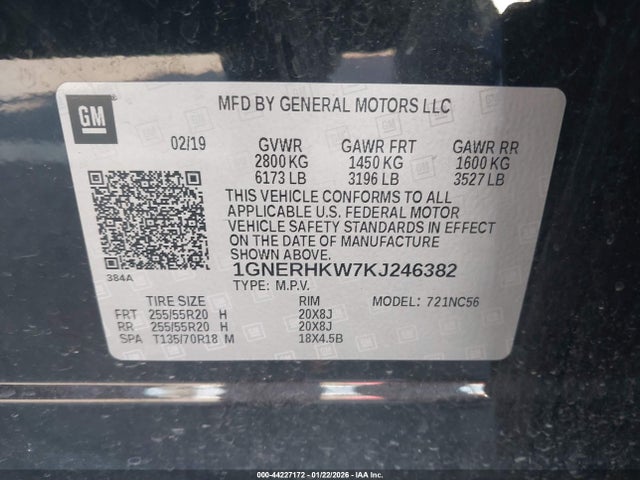 GM
MFD BY GENERAL MOTORS LLC
02/19 GVWR GAWR FRT GAWR RR
2800 KG 1450 KG 1600 KG
6173 LB 3196 LB 3527 LB
THIS VEHICLE CONFORMS TO ALL
APPLICABLE U.S. FEDERAL MOTOR
VEHICLE SAFETY STANDARDS IN EFFECT
ON THE DATE OF MANUFACTURE
SHOWN ABOVE.
384A
1GNERHKW7KJ246382
TYPE: M.P.V. MODEL: 721NC56
TIRE SIZE RIM
FRT 255/55R20 H 20X8J
RR 255/55R20 H 20X8J
SPA T135/70R18 M 18X4.5B
000-44227172 - 01/22/2026 - IAA Inc.